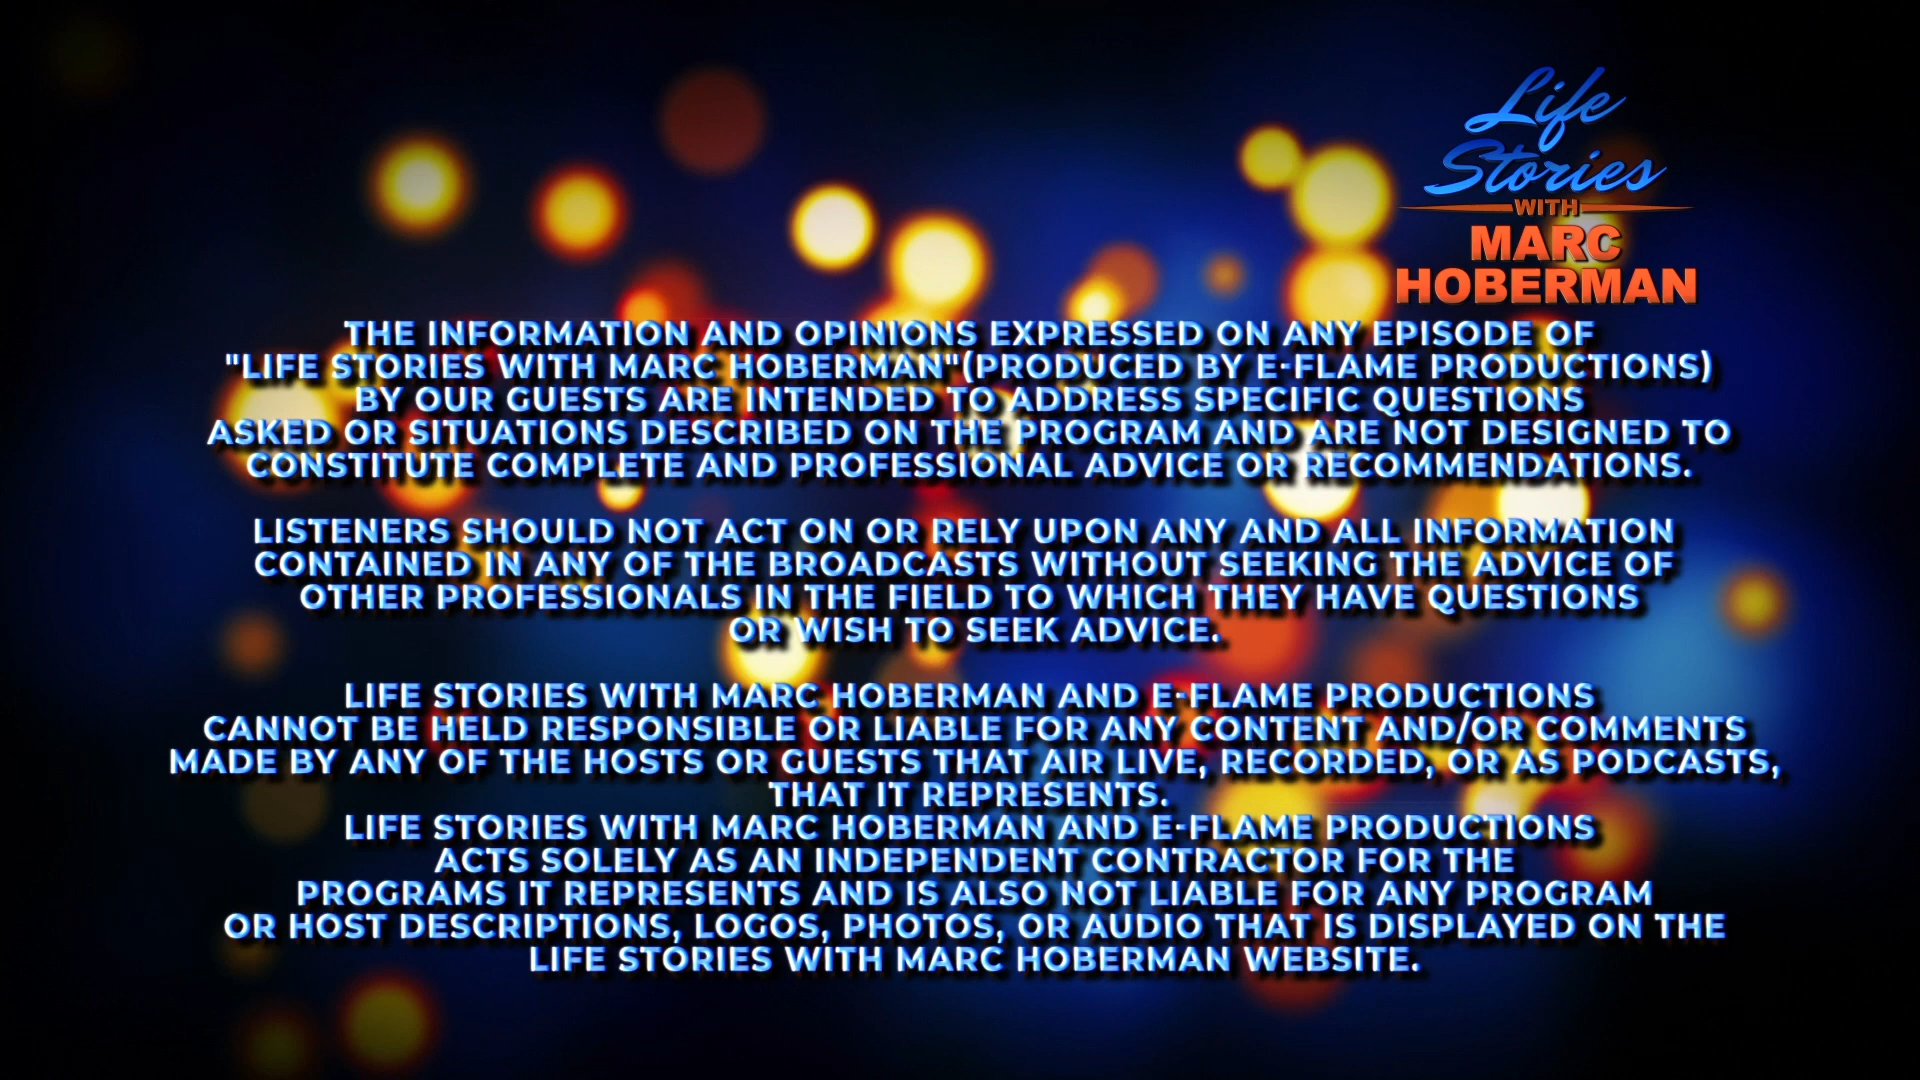 Life
Stories
WITH
MARC
HOBERMAN
THE INFORMATION AND OPINIONS EXPRESSED ON ANY EPISODE OF
"LIFE STORIES WITH MARC HOBERMAN"(PRODUCED BY E-FLAME PRODUCTIONS)
BY OUR GUESTS ARE INTENDED TO ADDRESS SPECIFIC QUESTIONS
ASKED OR SITUATIONS DESCRIBED ON THE PROGRAM AND ARE NOT DESIGNED TO
CONSTITUTE COMPLETE AND PROFESSIONAL ADVICE OR RECOMMENDATIONS.
LISTENERS SHOULD NOT ACT ON OR RELY UPON ANY AND ALL INFORMATION
CONTAINED IN ANY OF THE BROADCASTS WITHOUT SEEKING THE ADVICE OF
OTHER PROFESSIONALS IN THE FIELD TO WHICH THEY HAVE QUESTIONS
OR WISH TO SEEK ADVICE.
LIFE STORIES WITH MARC HOBERMAN AND E-FLAME PRODUCTIONS
CANNOT BE HELD RESPONSIBLE OR LIABLE FOR ANY CONTENT AND/OR COMMENTS
MADE BY ANY OF THE HOSTS OR GUESTS THAT AIR LIVE, RECORDED, OR AS PODCASTS,
THAT IT REPRESENTS.
LIFE STORIES WITH MARC HOBERMAN AND E-FLAME PRODUCTIONS
ACTS SOLELY AS AN INDEPENDENT CONTRACTOR FOR THE
PROGRAMS IT REPRESENTS AND IS ALSO NOT LIABLE FOR ANY PROGRAM
OR HOST DESCRIPTIONS, LOGOS, PHOTOS, OR AUDIO THAT IS DISPLAYED ON THE
LIFE STORIES WITH MARC HOBERMAN WEBSITE.